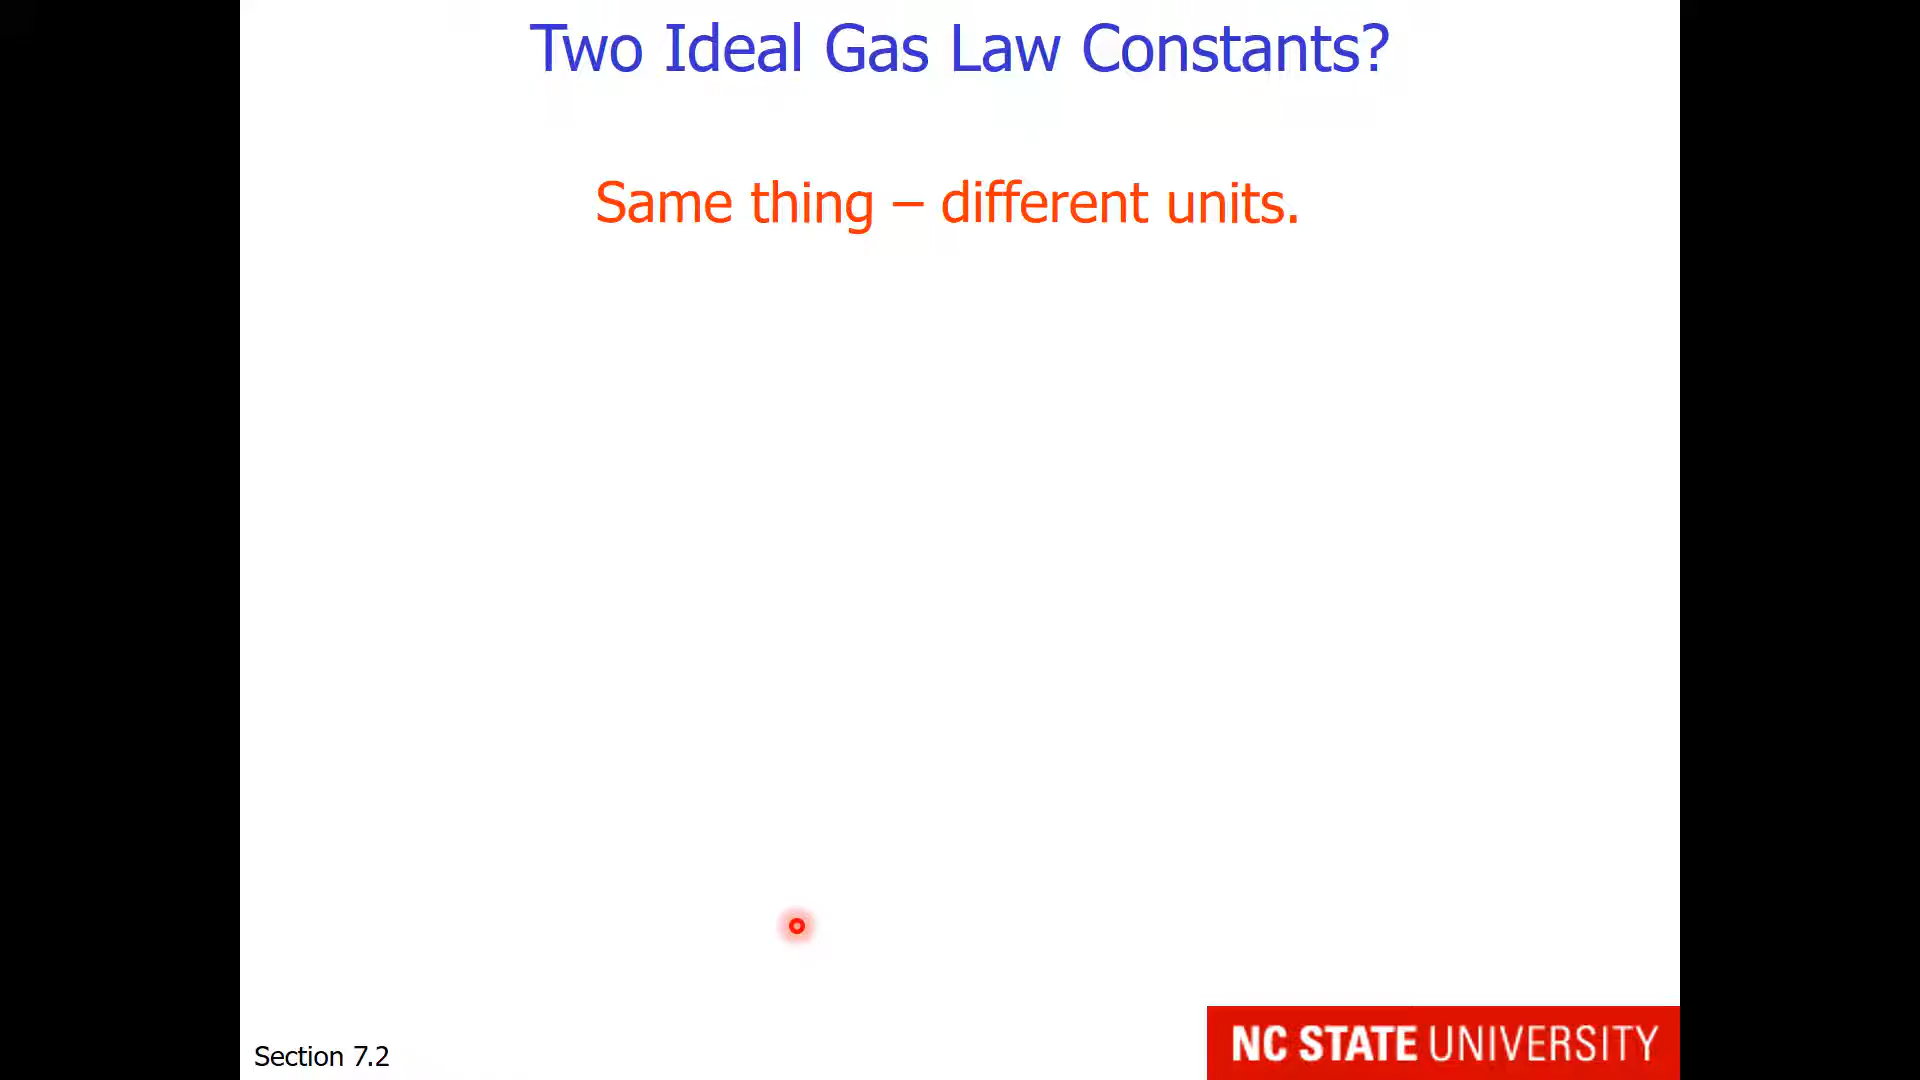 Two Ideal Gas Law Constants?
Same thing – different units.
Section 7.2
NC STATE UNIVERSITY